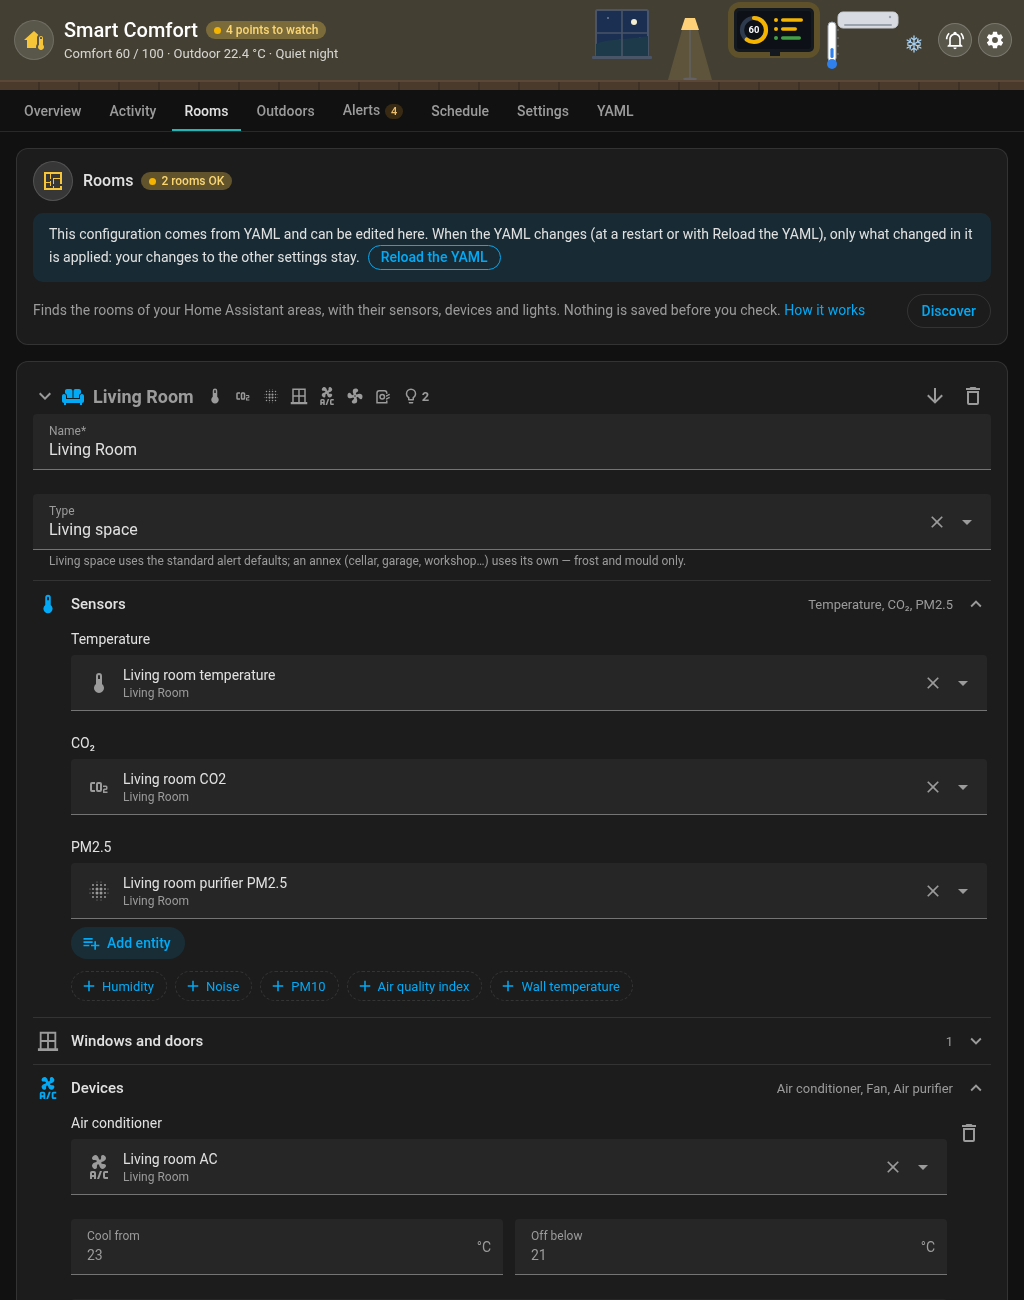 Smart Comfort
4 points to watch
Comfort 60 / 100 · Outdoor 22.4 °C · Quiet night
60
Overview
Activity
Rooms
Outdoors
Alerts 4
Schedule
Settings
YAML
Rooms
2 rooms OK
This configuration comes from YAML and can be edited here. When the YAML changes (at a restart or with Reload the YAML), only what changed in it
is applied: your changes to the other settings stay. Reload the YAML
Finds the rooms of your Home Assistant areas, with their sensors, devices and lights. Nothing is saved before you check. How it works
Discover
Living Room
CO₂
A/C
2
Name*
Living Room
Type
Living space
Living space uses the standard alert defaults; an annex (cellar, garage, workshop…) uses its own — frost and mould only.
Sensors
Temperature, CO₂, PM2.5
Temperature
Living room temperature
Living Room
CO₂
CO₂
Living room CO2
Living Room
PM2.5
Living room purifier PM2.5
Living Room
Add entity
Humidity
Noise
PM10
Air quality index
Wall temperature
Windows and doors
1
A/C
Devices
Air conditioner, Fan, Air purifier
Air conditioner
A/C
Living room AC
Living Room
Cool from
23
°C
Off below
21
°C